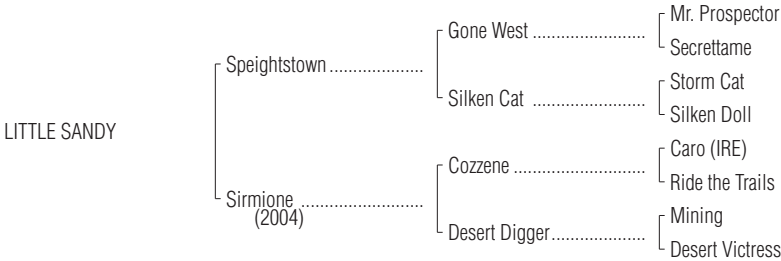 Mr. Prospector
Gone West ........................
Secrettame
Speightstown ....................
Storm Cat
Silken Cat ........................
Silken Doll
LITTLE SANDY
Caro (IRE)
Cozzene ............................
Ride the Trails
Sirmione ..........................
(2004)
Mining
Desert Digger....................
Desert Victress